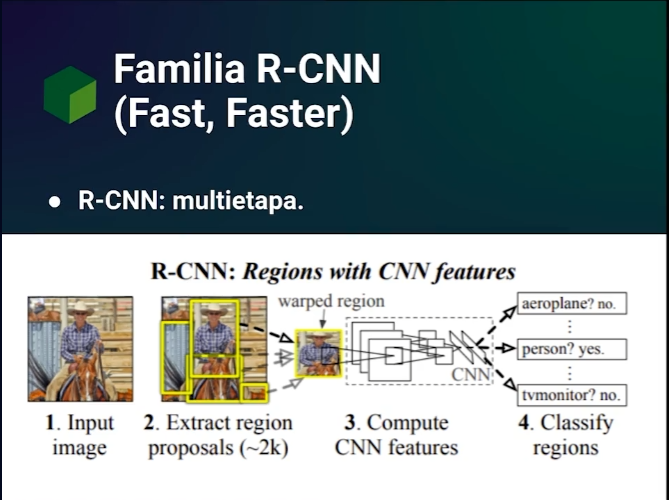 Familia R-CNN
(Fast, Faster)
● R-CNN: multietapa.
R-CNN: Regions with CNN features
warped region
aeroplane? no.
⋮
person? yes.
⋮
tvmonitor? no.
CNN
1. Input
image
2. Extract region
proposals (~2k)
3. Compute
CNN features
4. Classify
regions